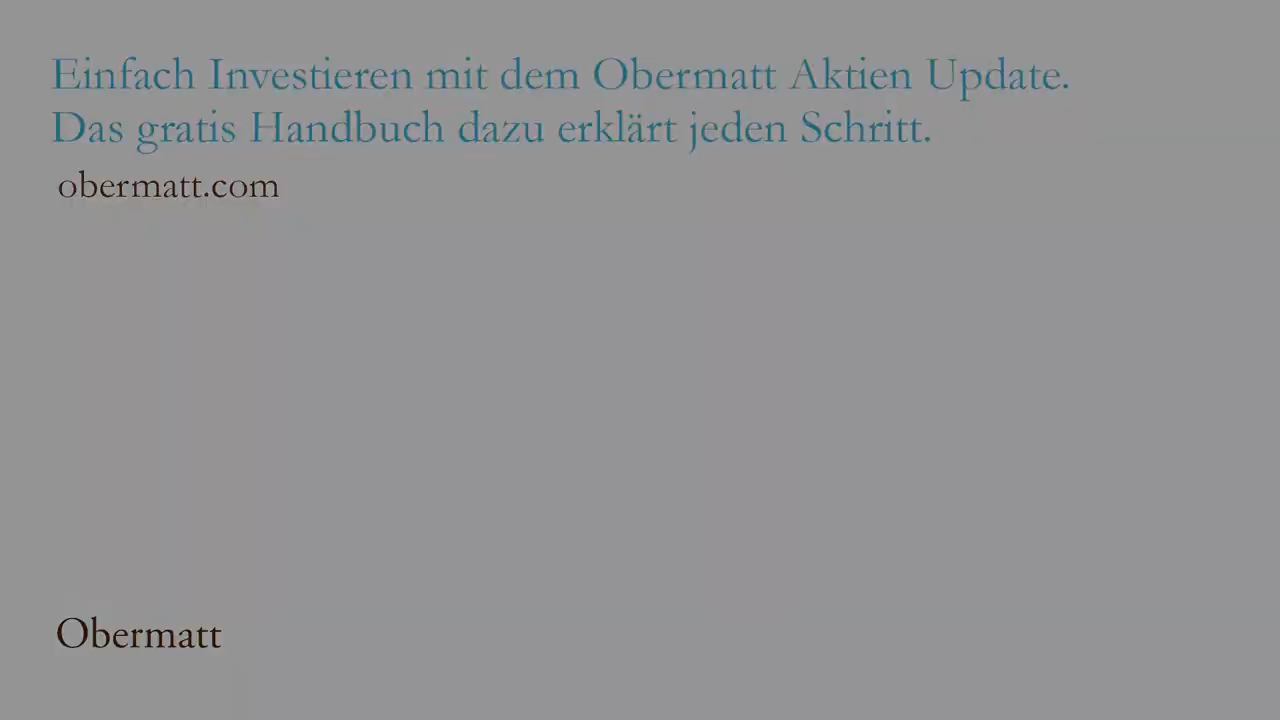 Einfach Investieren mit dem Obermatt Aktien Update.
Das gratis Handbuch dazu erklärt jeden Schritt.
obermatt.com
Obermatt